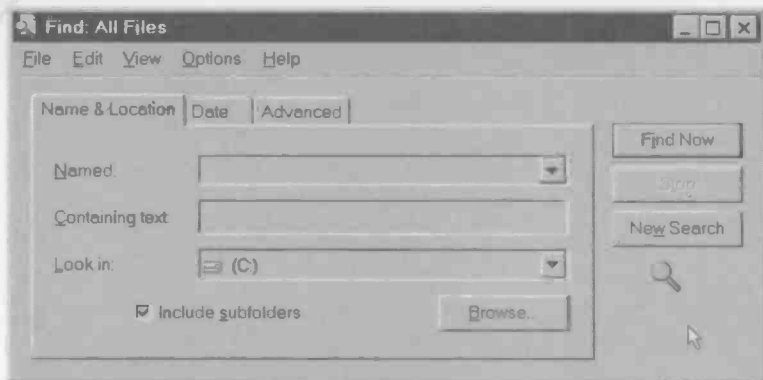 Find: All Files
File Edit View Options Help
Name & Location Date Advanced
Find Now
Named:
Stop
Containing text:
New Search
Look in: (C:)
Include subfolders Browse...